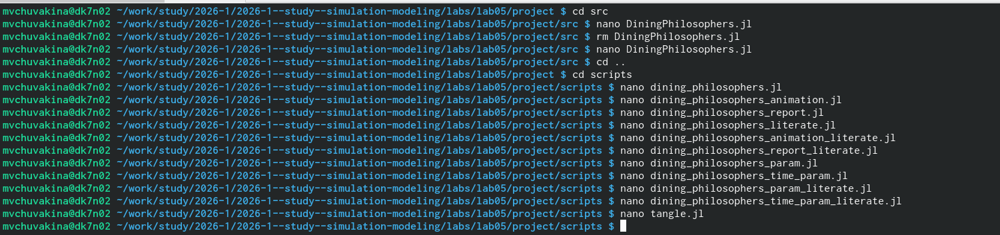 mvchuvakina@dk7n02 ~/work/study/2026-1/2026-1--study--simulation-modeling/labs/lab05/project $ cd src
mvchuvakina@dk7n02 ~/work/study/2026-1/2026-1--study--simulation-modeling/labs/lab05/project/src $ nano DiningPhilosophers.jl
mvchuvakina@dk7n02 ~/work/study/2026-1/2026-1--study--simulation-modeling/labs/lab05/project/src $ rm DiningPhilosophers.jl
mvchuvakina@dk7n02 ~/work/study/2026-1/2026-1--study--simulation-modeling/labs/lab05/project/src $ nano DiningPhilosophers.jl
mvchuvakina@dk7n02 ~/work/study/2026-1/2026-1--study--simulation-modeling/labs/lab05/project/src $ cd ..
mvchuvakina@dk7n02 ~/work/study/2026-1/2026-1--study--simulation-modeling/labs/lab05/project $ cd scripts
mvchuvakina@dk7n02 ~/work/study/2026-1/2026-1--study--simulation-modeling/labs/lab05/project/scripts $ nano dining_philosophers.jl
mvchuvakina@dk7n02 ~/work/study/2026-1/2026-1--study--simulation-modeling/labs/lab05/project/scripts $ nano dining_philosophers_animation.jl
mvchuvakina@dk7n02 ~/work/study/2026-1/2026-1--study--simulation-modeling/labs/lab05/project/scripts $ nano dining_philosophers_report.jl
mvchuvakina@dk7n02 ~/work/study/2026-1/2026-1--study--simulation-modeling/labs/lab05/project/scripts $ nano dining_philosophers_literate.jl
mvchuvakina@dk7n02 ~/work/study/2026-1/2026-1--study--simulation-modeling/labs/lab05/project/scripts $ nano dining_philosophers_animation_literate.jl
mvchuvakina@dk7n02 ~/work/study/2026-1/2026-1--study--simulation-modeling/labs/lab05/project/scripts $ nano dining_philosophers_report_literate.jl
mvchuvakina@dk7n02 ~/work/study/2026-1/2026-1--study--simulation-modeling/labs/lab05/project/scripts $ nano dining_philosophers_param.jl
mvchuvakina@dk7n02 ~/work/study/2026-1/2026-1--study--simulation-modeling/labs/lab05/project/scripts $ nano dining_philosophers_time_param.jl
mvchuvakina@dk7n02 ~/work/study/2026-1/2026-1--study--simulation-modeling/labs/lab05/project/scripts $ nano dining_philosophers_param_literate.jl
mvchuvakina@dk7n02 ~/work/study/2026-1/2026-1--study--simulation-modeling/labs/lab05/project/scripts $ nano dining_philosophers_time_param_literate.jl
mvchuvakina@dk7n02 ~/work/study/2026-1/2026-1--study--simulation-modeling/labs/lab05/project/scripts $ nano tangle.jl
mvchuvakina@dk7n02 ~/work/study/2026-1/2026-1--study--simulation-modeling/labs/lab05/project/scripts $